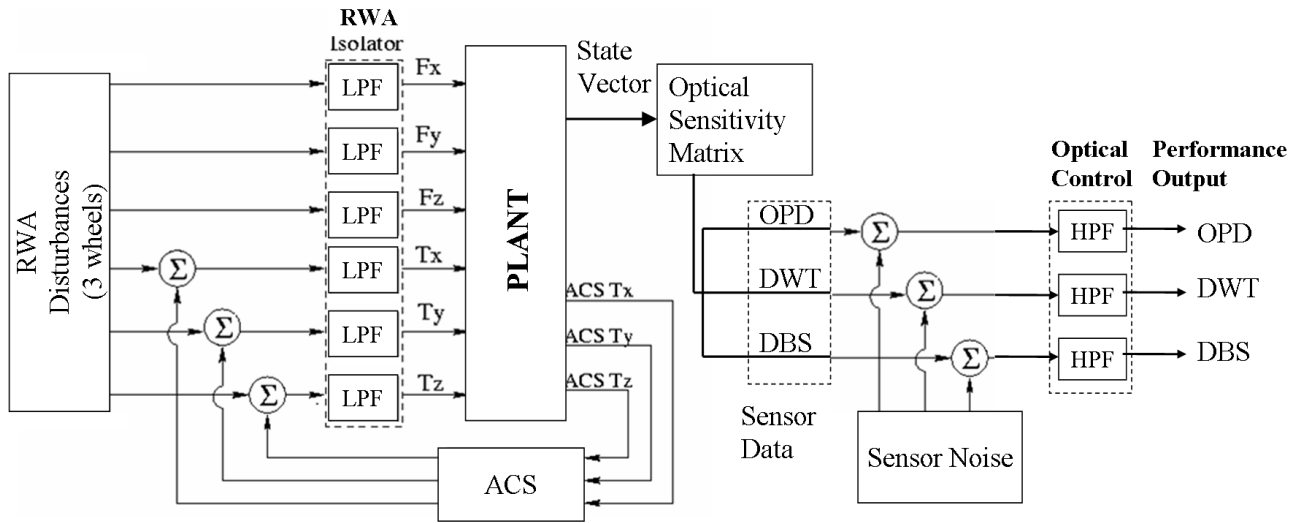 RWA
Isolator
RWA
Disturbances
(3 wheels)
LPF
LPF
LPF
LPF
LPF
LPF
Fx
Fy
Fz
Tx
Ty
Tz
Σ
Σ
Σ
PLANT
ACS Tx
ACS Ty
ACS Tz
ACS
State
Vector
Optical
Sensitivity
Matrix
OPD
DWT
DBS
Sensor
Data
Σ
Σ
Σ
Sensor Noise
Optical
Control
HPF
HPF
HPF
Performance
Output
OPD
DWT
DBS